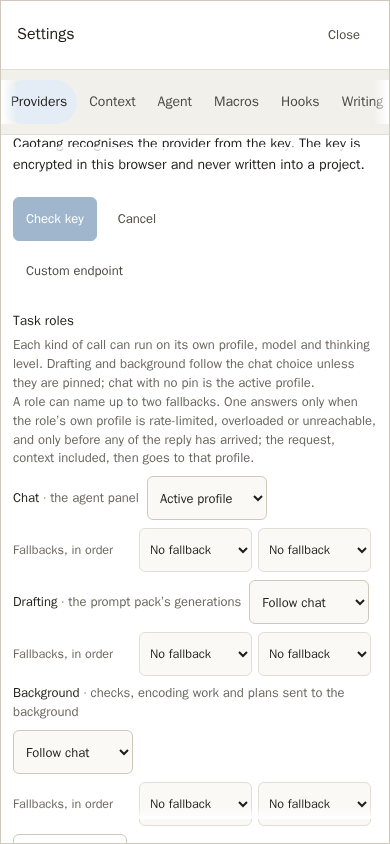 Settings
Close
Providers
Context
Agent
Macros
Hooks
Writing
Caotang recognises the provider from the key. The key is
encrypted in this browser and never written into a project.
Check key
Cancel
Custom endpoint
Task roles
Each kind of call can run on its own profile, model and thinking
level. Drafting and background follow the chat choice unless
they are pinned; chat with no pin is the active profile.
A role can name up to two fallbacks. One answers only when
the role's own profile is rate-limited, overloaded or unreachable,
and only before any of the reply has arrived; the request,
context included, then goes to that profile.
Chat · the agent panel
Active profile
Fallbacks, in order
No fallback
No fallback
Drafting · the prompt pack's generations
Follow chat
Fallbacks, in order
No fallback
No fallback
Background · checks, encoding work and plans sent to the
background
Follow chat
Fallbacks, in order
No fallback
No fallback